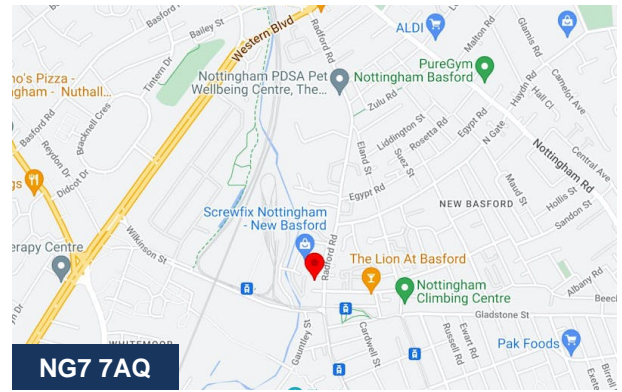 Basford
Bailey St
Western Blvd
Radford Rd
ALDI
Malton Rd
Glamis Rd
PureGym
Nottingham Basford
Camelot Ave
Tintern Dr
no's Pizza -
gham - Nuthall...
Nottingham PDSA Pet
Wellbeing Centre, The...
Zulu Rd
Haydn Rd
Hall Cl
Basford Rd
Bracknell Cres
Liddington St
Rosetta Rd
Egypt Rd
N Gate
Reydon Dr
Didcot Dr
Eland St
Suez St
Nottingham Rd
Central Ave
gs
Egypt Rd
Maud St
Hollis St
NEW BASFORD
Sandon St
Screwfix Nottingham
- New Basford
Wilkinson St
Radford Rd
erapy Centre
The Lion At Basford
Nottingham
Climbing Centre
Albany Rd
Beech
Gladstone St
WHITEMOOR
Gauntley St
Cardwell St
Russell Rd
Ewart Rd
Pak Foods
Birrel
Exete
NG7 7AQ